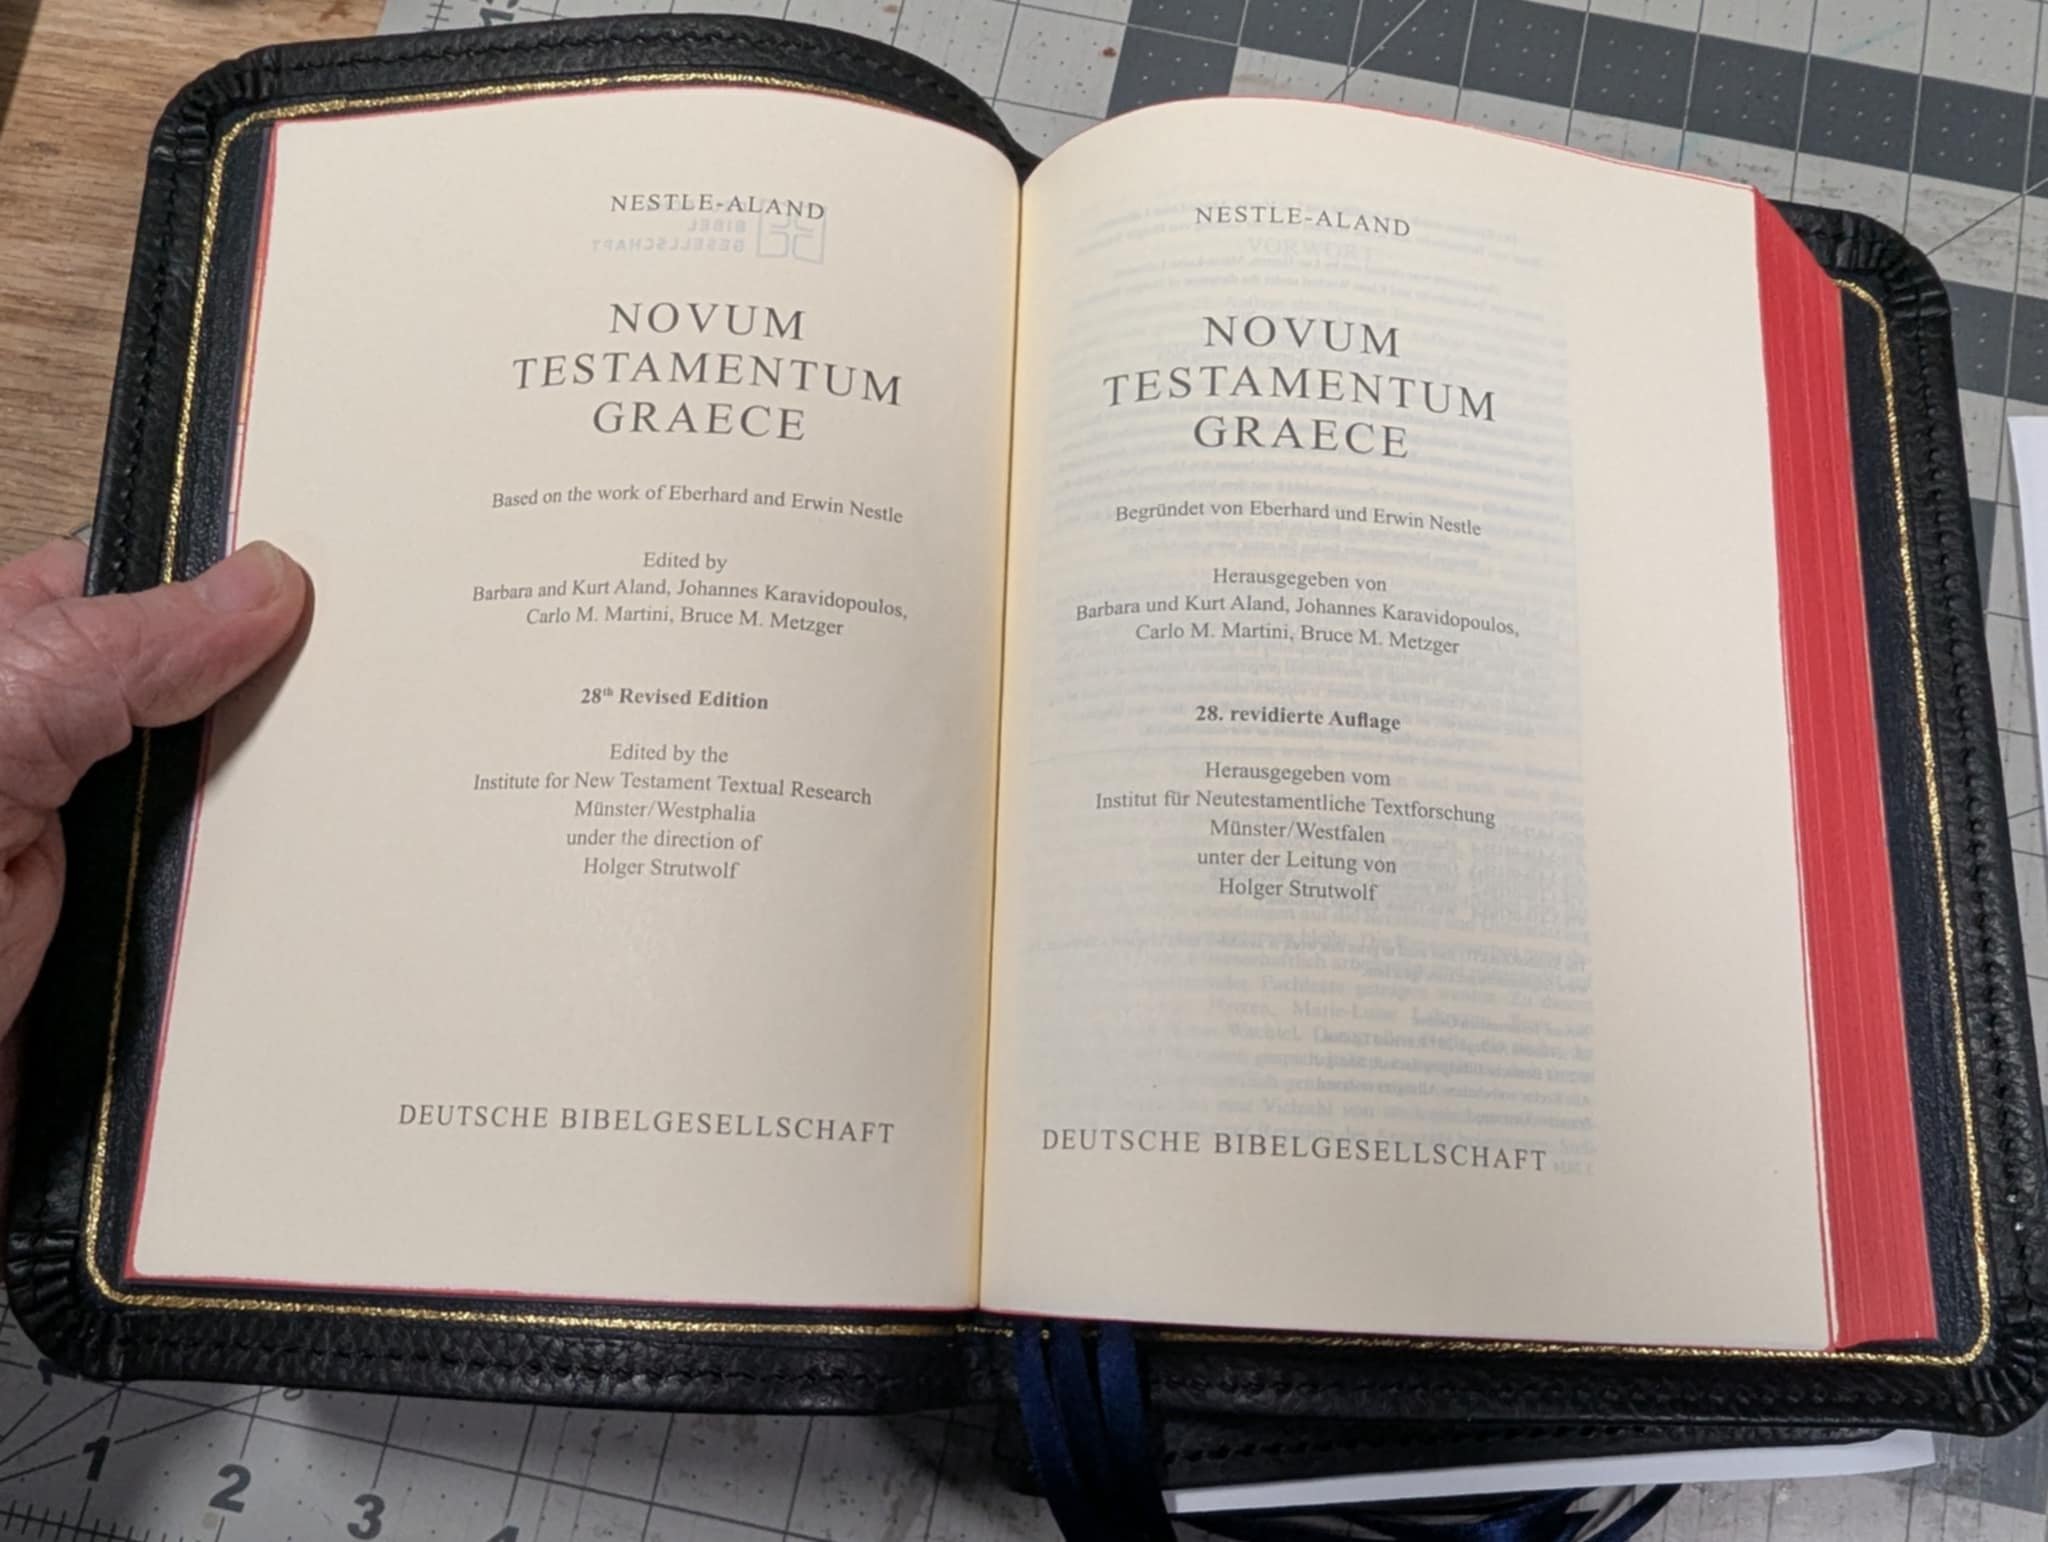 NESTLE-ALAND
NOVUM
TESTAMENTUM
GRAECE
Based on the work of Eberhard and Erwin Nestle
Edited by
Barbara and Kurt Aland, Johannes Karavidopoulos,
Carlo M. Martini, Bruce M. Metzger
28th Revised Edition
Edited by the
Institute for New Testament Textual Research
Münster/Westphalia
under the direction of
Holger Strutwolf
DEUTSCHE BIBELGESELLSCHAFT
NESTLE-ALAND
NOVUM
TESTAMENTUM
GRAECE
Begründet von Eberhard und Erwin Nestle
Herausgegeben von
Barbara und Kurt Aland, Johannes Karavidopoulos,
Carlo M. Martini, Bruce M. Metzger
28. revidierte Auflage
Herausgegeben vom
Institut für Neutestamentliche Textforschung
Münster/Westfalen
unter der Leitung von
Holger Strutwolf
DEUTSCHE BIBELGESELLSCHAFT
1
2
3